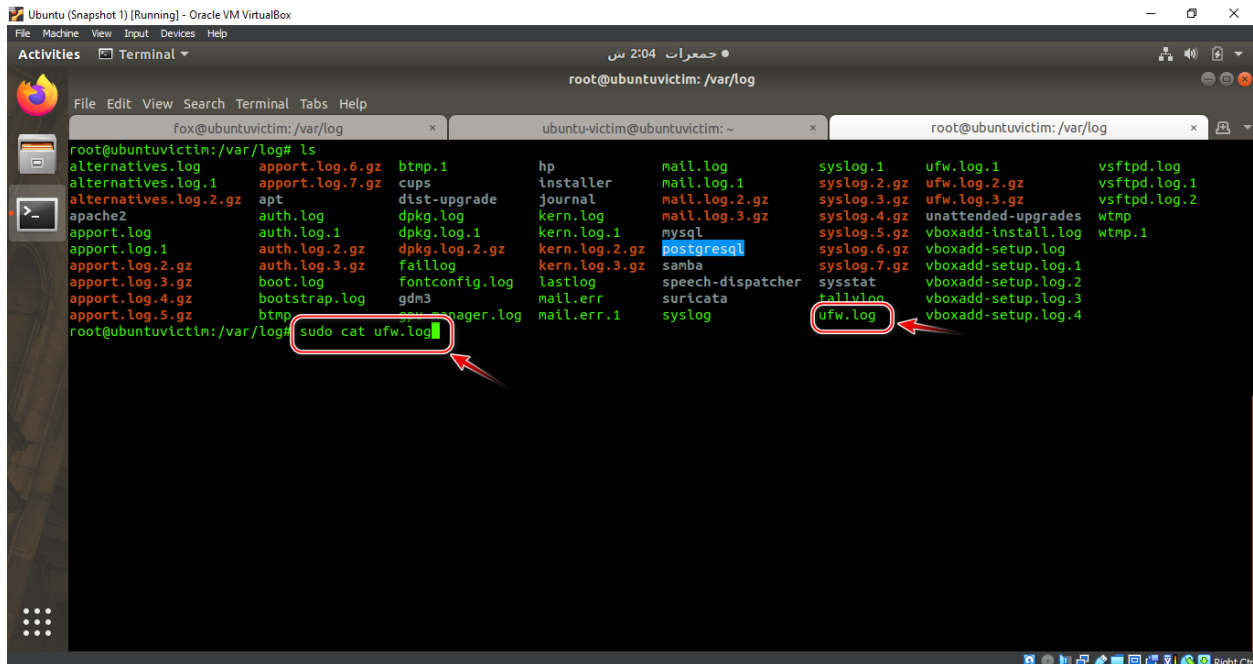 Ubuntu (Snapshot 1) [Running] - Oracle VM VirtualBox
File Machine View Input Devices Help
Activities Terminal جمعرات 2:04 ش
root@ubuntuvictim: /var/log
File Edit View Search Terminal Tabs Help
fox@ubuntuvictim: /var/log ubuntu-victim@ubuntuvictim: ~ root@ubuntuvictim: /var/log
root@ubuntuvictim:/var/log# ls
alternatives.log apport.log.6.gz btmp.1 hp mail.log syslog.1 ufw.log.1 vsftpd.log
alternatives.log.1 apport.log.7.gz cups installer mail.log.1 syslog.2.gz ufw.log.2.gz vsftpd.log.1
alternatives.log.2.gz apt dist-upgrade journal mail.log.2.gz syslog.3.gz ufw.log.3.gz vsftpd.log.2
apache2 auth.log dpkg.log kern.log mail.log.3.gz syslog.4.gz unattended-upgrades wtmp
apport.log auth.log.1 dpkg.log.1 kern.log.1 mysql syslog.5.gz vboxadd-install.log wtmp.1
apport.log.1 auth.log.2.gz dpkg.log.2.gz kern.log.2.gz postgresql syslog.6.gz vboxadd-setup.log
apport.log.2.gz auth.log.3.gz faillog kern.log.3.gz samba syslog.7.gz vboxadd-setup.log.1
apport.log.3.gz boot.log fontconfig.log lastlog speech-dispatcher sysstat vboxadd-setup.log.2
apport.log.4.gz bootstrap.log gdm3 mail.err suricata tallylog vboxadd-setup.log.3
apport.log.5.gz btmp gpu-manager.log mail.err.1 syslog ufw.log vboxadd-setup.log.4
root@ubuntuvictim:/var/log# sudo cat ufw.log
Right Ctrl